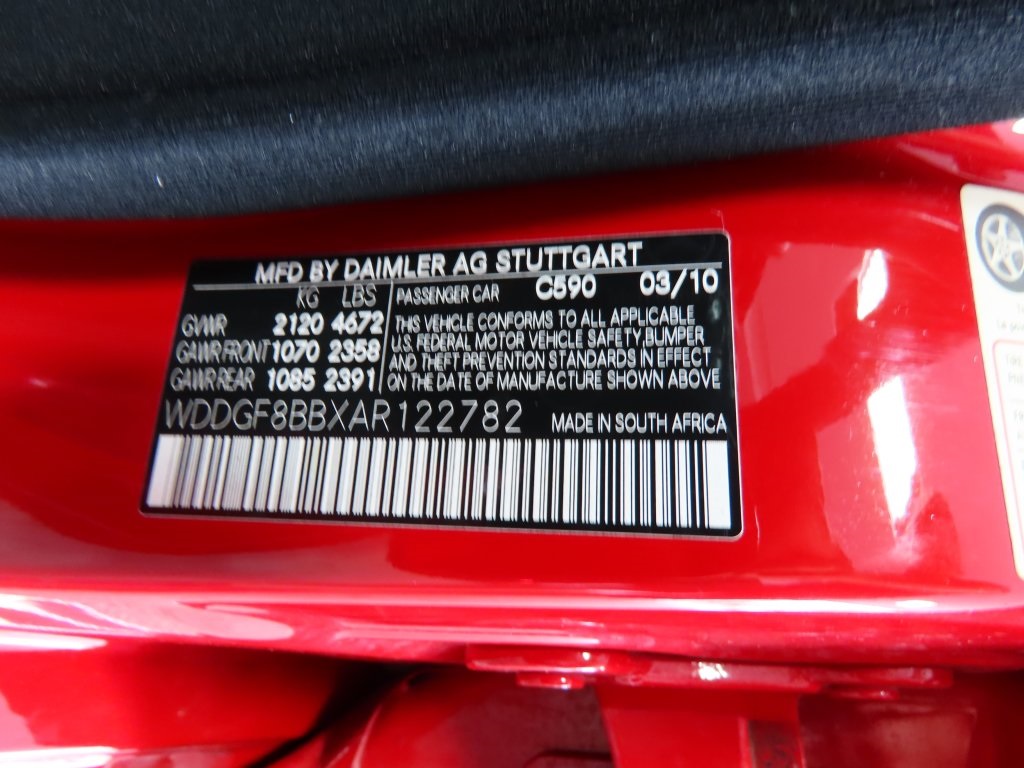 MFD BY DAIMLER AG STUTTGART
KG LBS
GVWR 2120 4672
GAWR FRONT 1070 2358
GAWR REAR 1085 2391
PASSENGER CAR C590 03/10
THIS VEHICLE CONFORMS TO ALL APPLICABLE
U.S. FEDERAL MOTOR VEHICLE SAFETY, BUMPER
AND THEFT PREVENTION STANDARDS IN EFFECT
ON THE DATE OF MANUFACTURE SHOWN ABOVE
WDDGF8BBXAR122782 MADE IN SOUTH AFRICA